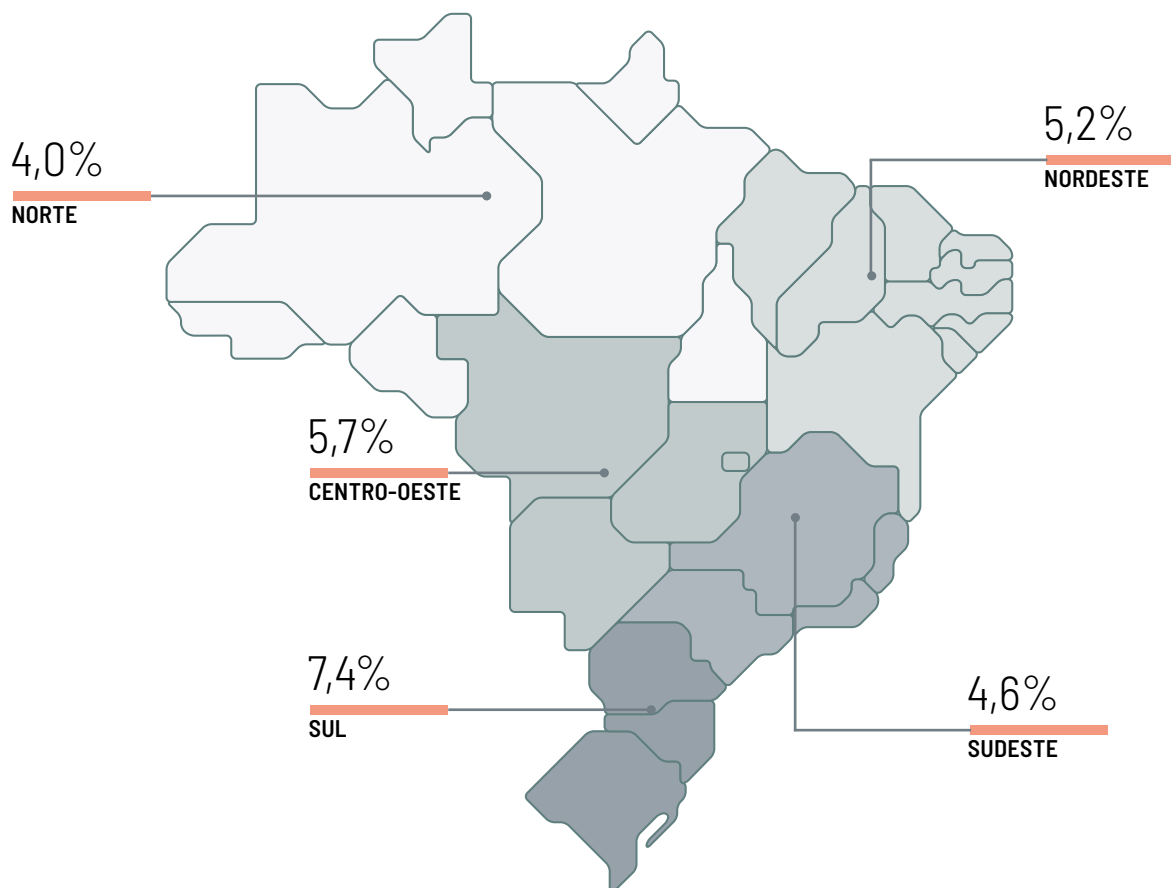 5,2%
NORDESTE
4,0%
NORTE
5,7%
CENTRO-OESTE
7,4%
SUL
4,6%
SUDESTE